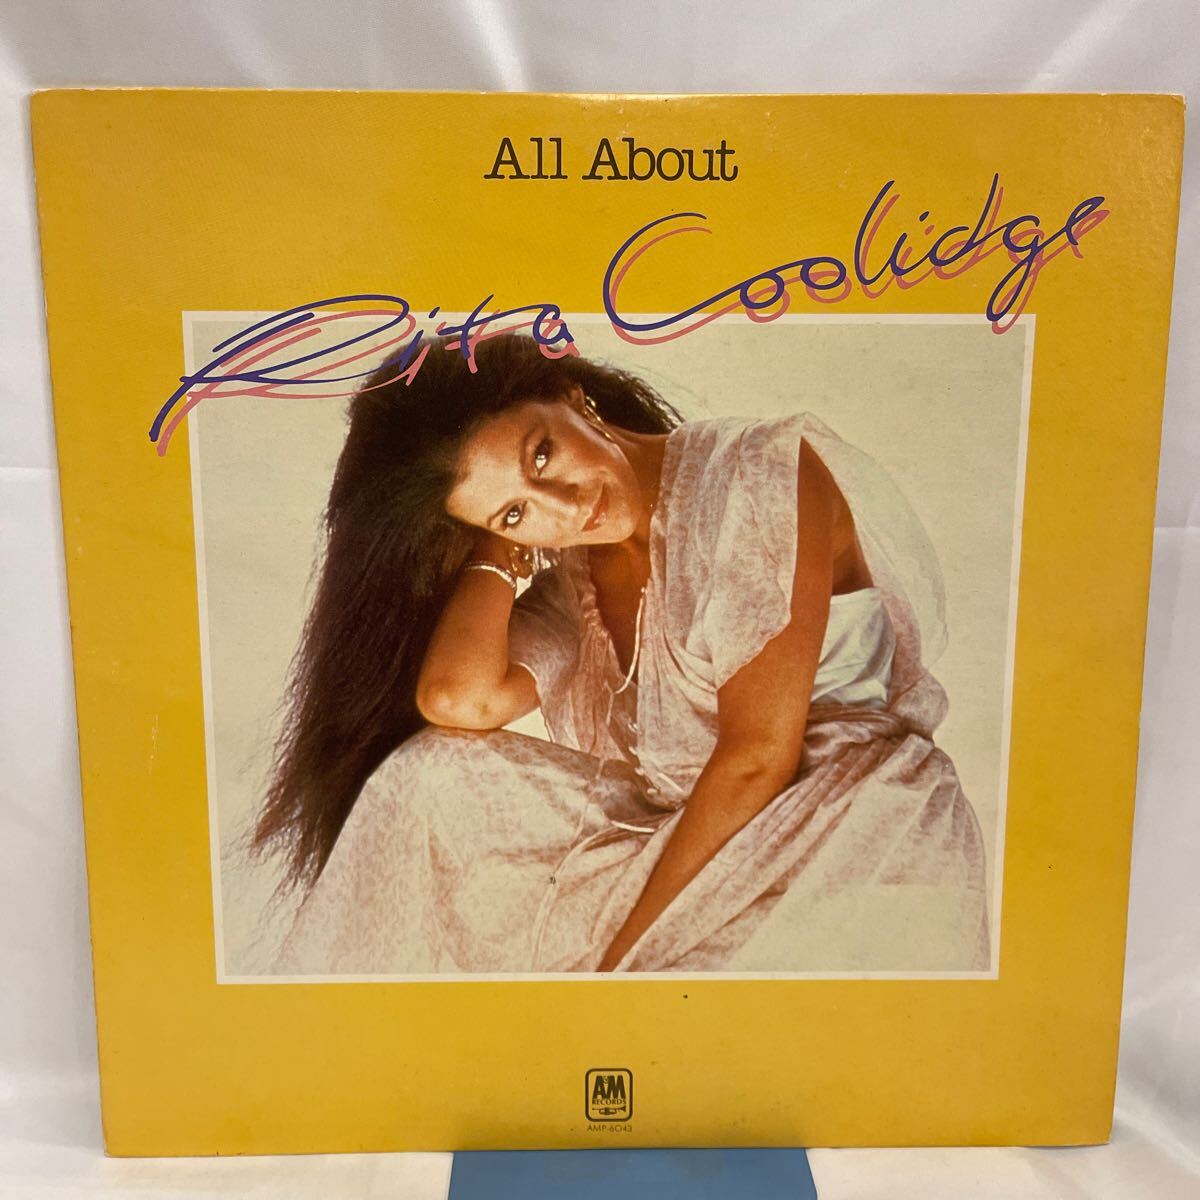 All About
Rita Coolidge
A&M
RECORDS
AMP-6043